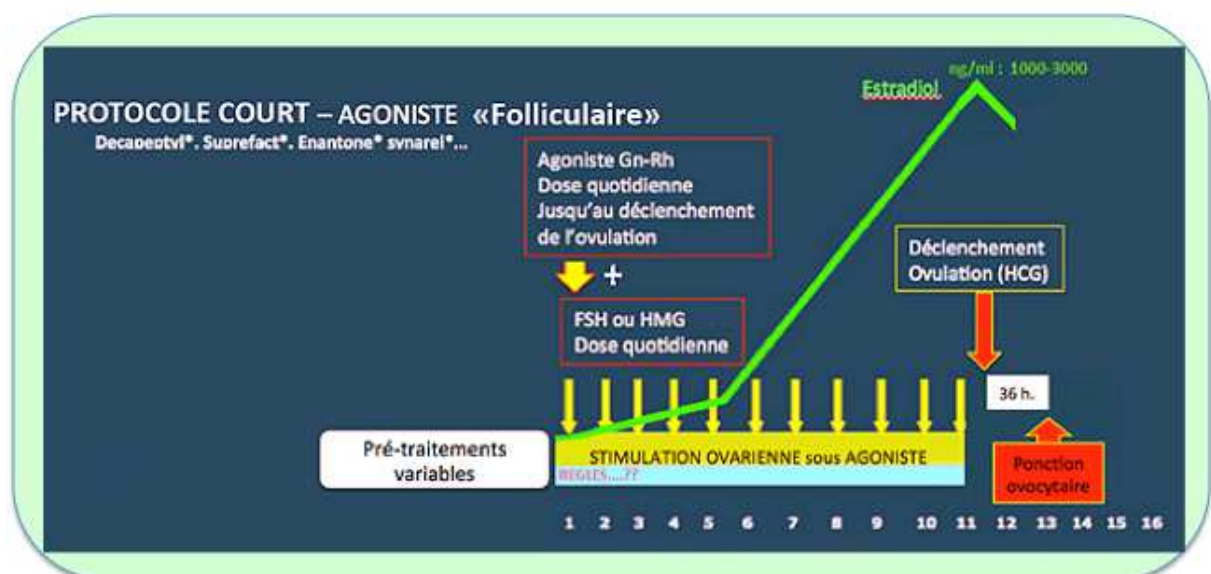 ng/ml : 1000-3000
Estradiol
PROTOCOLE COURT – AGONISTE «Folliculaire»
Decapeptyl*, Suprefact*, Enantone* synarel*...
Agoniste Gn-Rh
Dose quotidienne
Jusqu'au déclenchement
de l'ovulation
+
FSH ou HMG
Dose quotidienne
Déclenchement
Ovulation (HCG)
36 h.
Pré-traitements
variables
STIMULATION OVARIENNE sous AGONISTE
REGLES....??
Ponction
ovocytaire
1 2 3 4 5 6 7 8 9 10 11 12 13 14 15 16